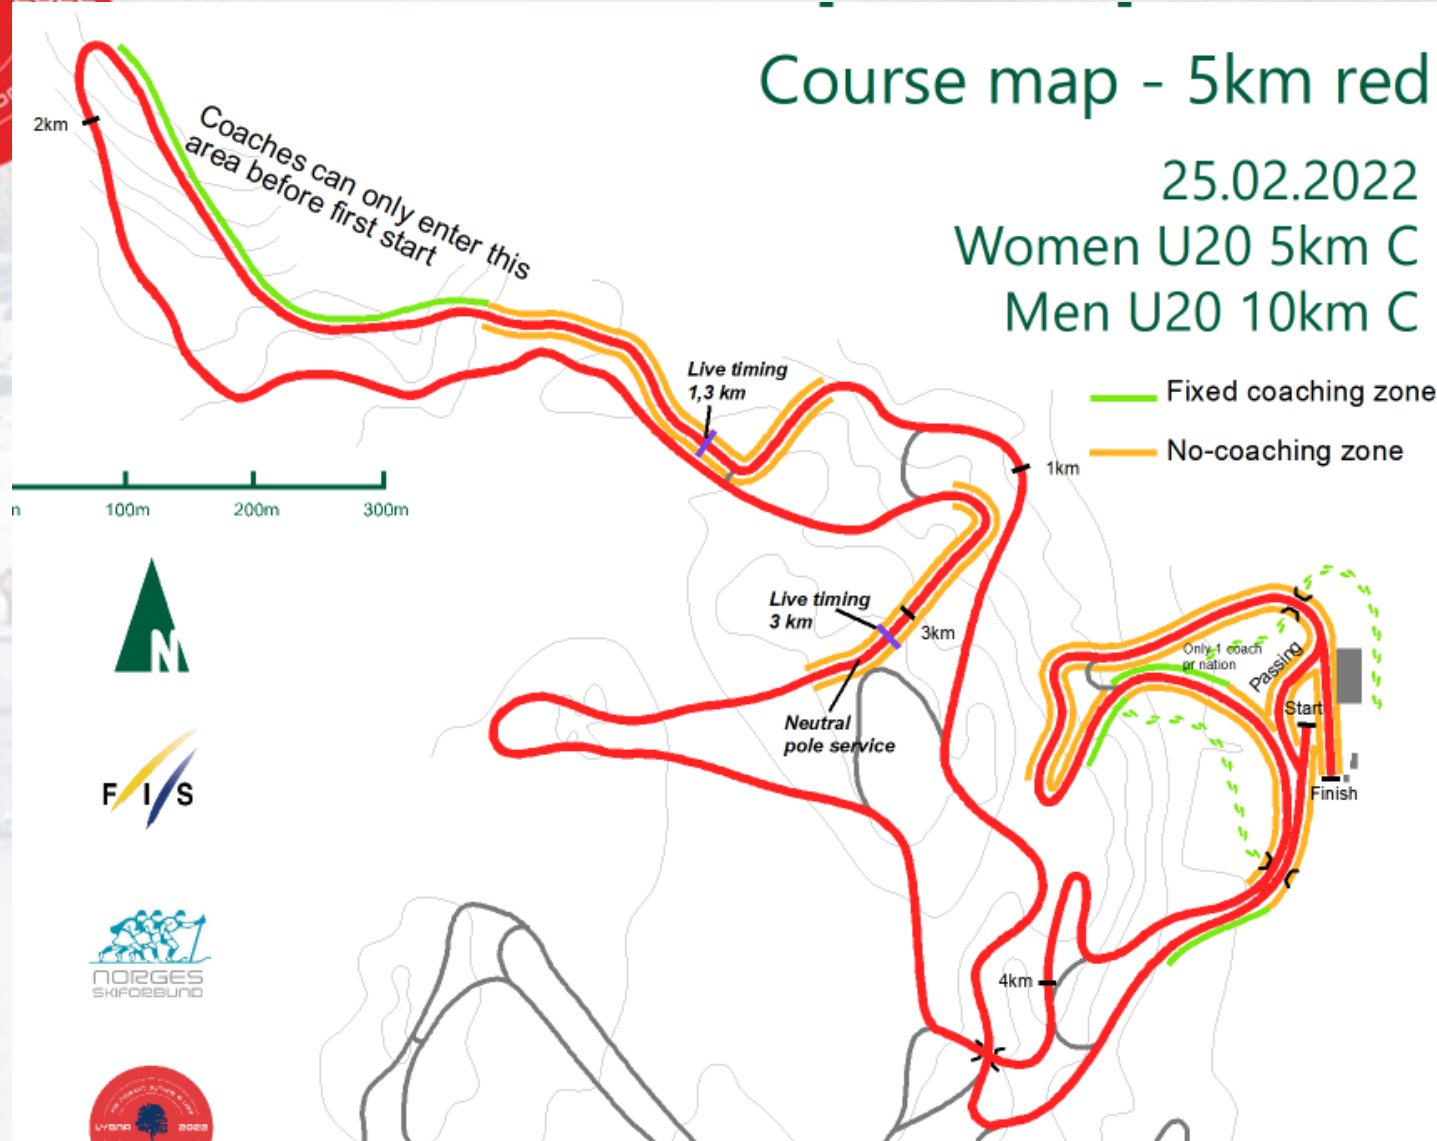 Course map - 5km red
25.02.2022
Women U20 5km C
Men U20 10km C
Fixed coaching zone
No-coaching zone
2km
Coaches can only enter this
area before first start
Live timing
1,3 km
1km
100m
200m
300m
N
Live timing
3 km
3km
Only 1 coach
pr nation
Passing
Start
Neutral
pole service
Finish
F I S
NORGES
SKIFORBUND
4km
LYGNA 2022